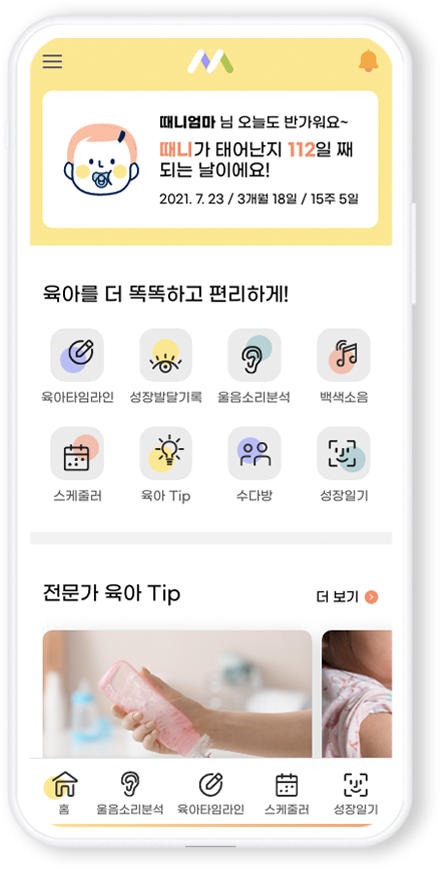 때니엄마 님 오늘도 반가워요~
때니가 태어난지 112일 째
되는 날이에요!
2021. 7. 23 / 3개월 18일 / 15주 5일
육아를 더 똑똑하고 편리하게!
육아타임라인 성장발달기록 울음소리분석 백색소음
스케줄러 육아 Tip 수다방 성장일기
전문가 육아 Tip 더 보기
홈 울음소리분석 육아타임라인 스케줄러 성장일기